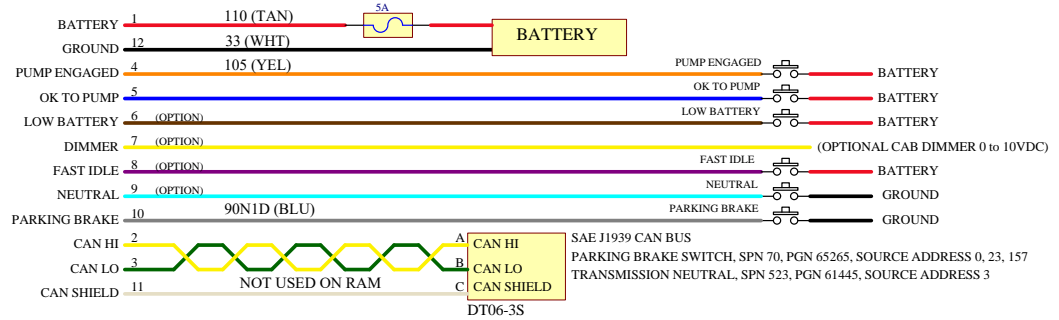 5A
BATTERY 1 110 (TAN) BATTERY
GROUND 12 33 (WHT)
PUMP ENGAGED 4 105 (YEL) PUMP ENGAGED BATTERY
OK TO PUMP 5 OK TO PUMP BATTERY
LOW BATTERY 6 (OPTION) LOW BATTERY BATTERY
DIMMER 7 (OPTION) (OPTIONAL CAB DIMMER 0 to 10VDC)
FAST IDLE 8 (OPTION) FAST IDLE BATTERY
NEUTRAL 9 (OPTION) NEUTRAL GROUND
PARKING BRAKE 10 90N1D (BLU) PARKING BRAKE GROUND
CAN HI 2 A CAN HI SAE J1939 CAN BUS
PARKING BRAKE SWITCH, SPN 70, PGN 65265, SOURCE ADDRESS 0, 23, 157
CAN LO 3 B CAN LO TRANSMISSION NEUTRAL, SPN 523, PGN 61445, SOURCE ADDRESS 3
NOT USED ON RAM
CAN SHIELD 11 C CAN SHIELD
DT06-3S